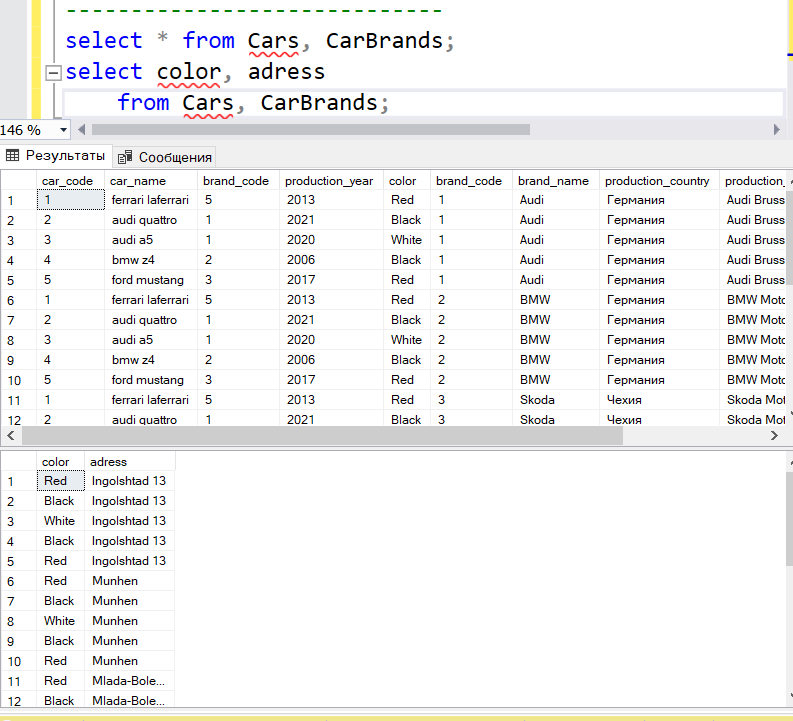 -----------------------------
select * from Cars, CarBrands;
select color, adress
from Cars, CarBrands;
146 %
Результаты Сообщения
car_code car_name brand_code production_year color brand_code brand_name production_country production_
1 1 ferrari laferrari 5 2013 Red 1 Audi Германия Audi Bruss
2 2 audi quattro 1 2021 Black 1 Audi Германия Audi Bruss
3 3 audi a5 1 2020 White 1 Audi Германия Audi Bruss
4 4 bmw z4 2 2006 Black 1 Audi Германия Audi Bruss
5 5 ford mustang 3 2017 Red 1 Audi Германия Audi Bruss
6 1 ferrari laferrari 5 2013 Red 2 BMW Германия BMW Moto
7 2 audi quattro 1 2021 Black 2 BMW Германия BMW Moto
8 3 audi a5 1 2020 White 2 BMW Германия BMW Moto
9 4 bmw z4 2 2006 Black 2 BMW Германия BMW Moto
10 5 ford mustang 3 2017 Red 2 BMW Германия BMW Moto
11 1 ferrari laferrari 5 2013 Red 3 Skoda Чехия Skoda Mot
12 2 audi quattro 1 2021 Black 3 Skoda Чехия Skoda Mot
color adress
1 Red Ingolshtad 13
2 Black Ingolshtad 13
3 White Ingolshtad 13
4 Black Ingolshtad 13
5 Red Ingolshtad 13
6 Red Munhen
7 Black Munhen
8 White Munhen
9 Black Munhen
10 Red Munhen
11 Red Mlada-Bole...
12 Black Mlada-Bole...